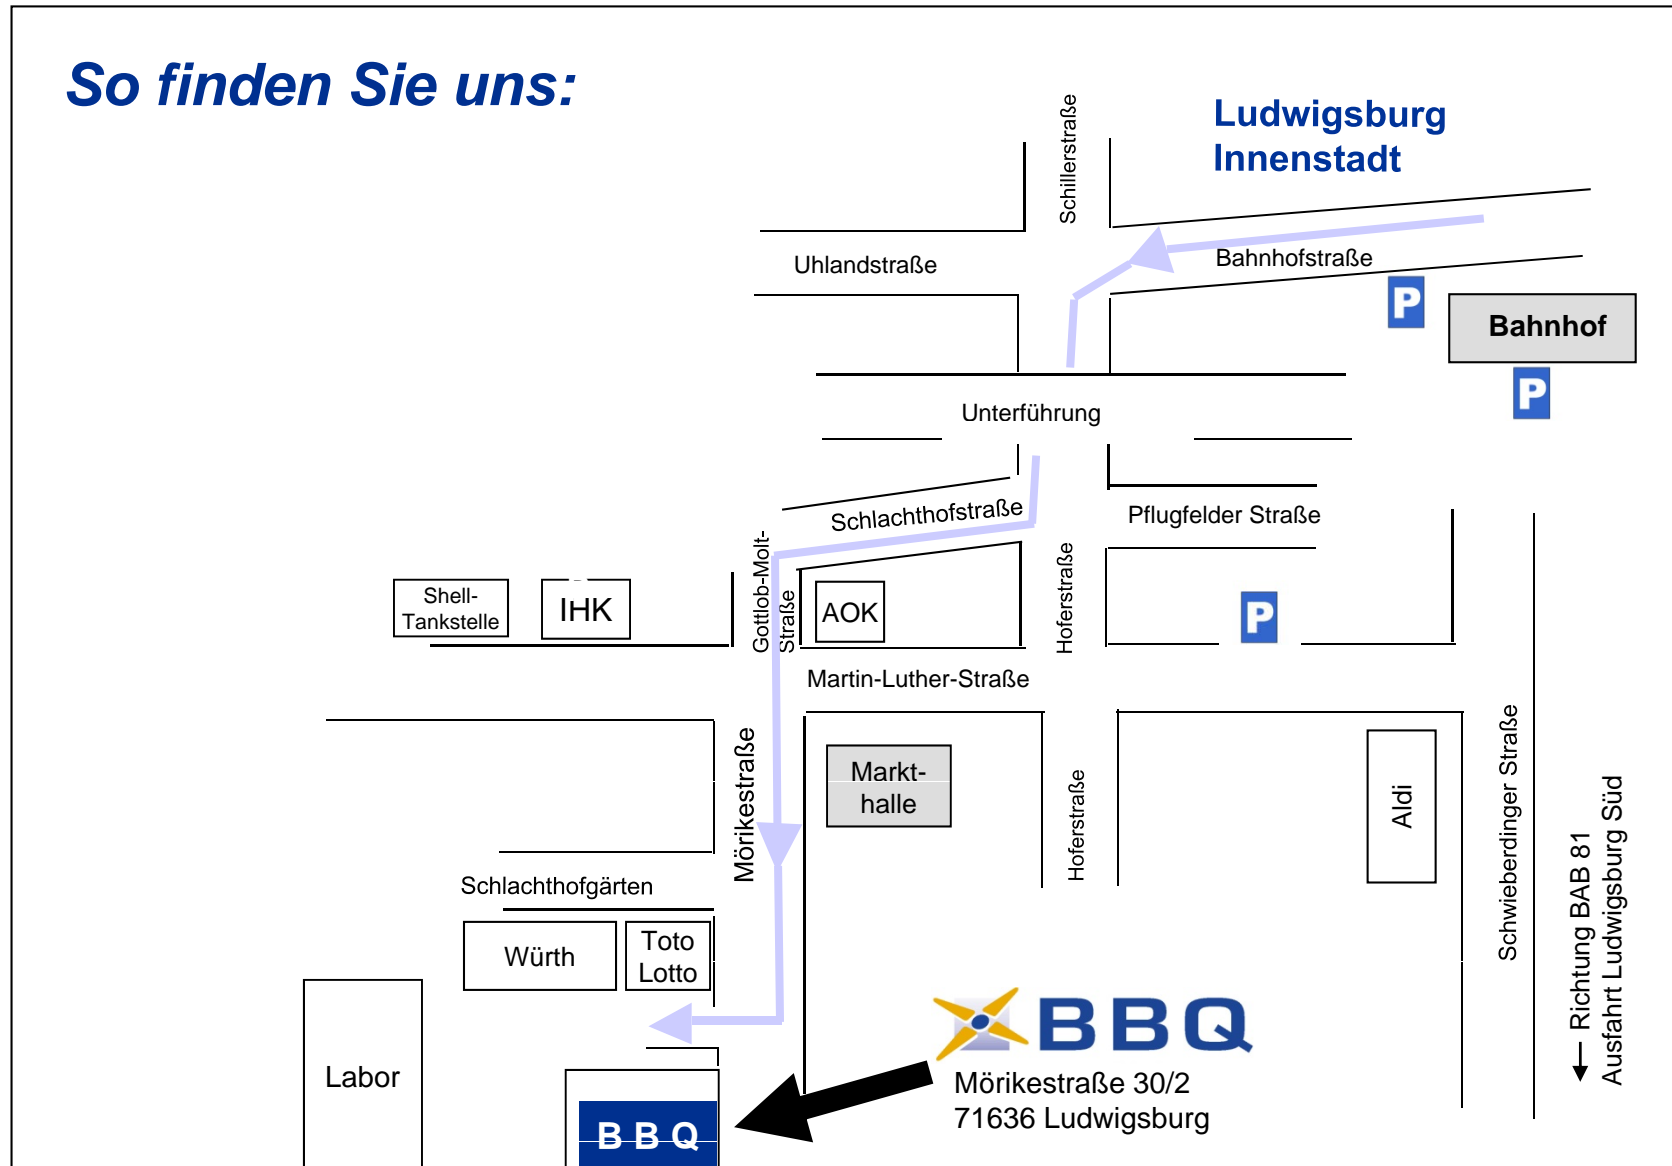 So finden Sie uns:
Ludwigsburg
Innenstadt
Schillerstraße
Uhlandstraße
Bahnhofstraße
P
Bahnhof
P
Unterführung
Schlachthofstraße
Pflugfelder Straße
Gottlob-Molt-
Straße
Hoferstraße
Shell-
Tankstelle
IHK
AOK
P
Martin-Luther-Straße
Mörikestraße
Markt-
halle
Hoferstraße
Aldi
Schwieberdinger Straße
Richtung BAB 81
Ausfahrt Ludwigsburg Süd
Schlachthofgärten
Würth
Toto
Lotto
Labor
BBQ
Mörikestraße 30/2
71636 Ludwigsburg
B B Q